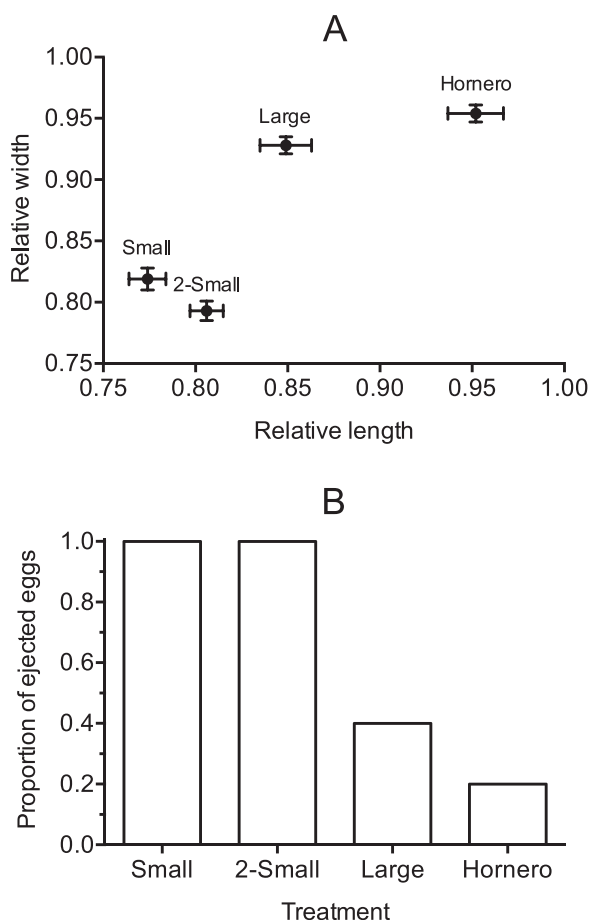 A
1.00
0.95
0.90
0.85
0.80
0.75
Relative width
Hornero
Large
Small
2-Small
0.75 0.80 0.85 0.90 0.95 1.00
Relative length
B
1.0
0.8
0.6
0.4
0.2
0.0
Proportion of ejected eggs
Small 2-Small Large Hornero
Treatment